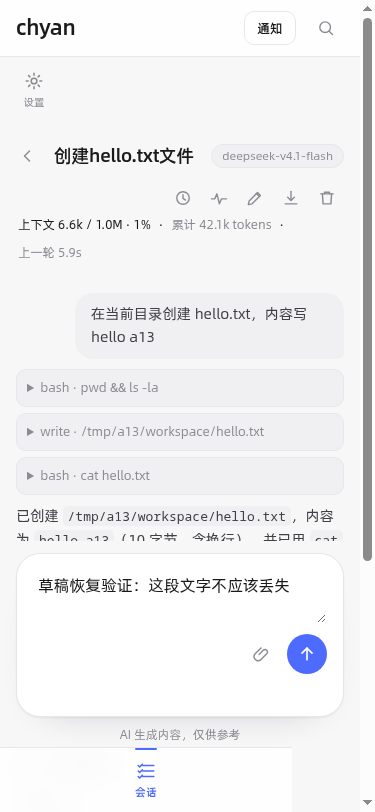 chyan
通知
设置
创建hello.txt文件
deepseek-v4.1-flash
上下文 6.6k / 1.0M · 1% · 累计 42.1k tokens ·
上一轮 5.9s
在当前目录创建 hello.txt，内容写
hello a13
▶ bash · pwd && ls -la
▶ write · /tmp/a13/workspace/hello.txt
▶ bash · cat hello.txt
已创建 /tmp/a13/workspace/hello.txt，内容
为 hello a13（10 字节，含换行），并已用 cat
草稿恢复验证：这段文字不应该丢失
AI 生成内容，仅供参考
会话